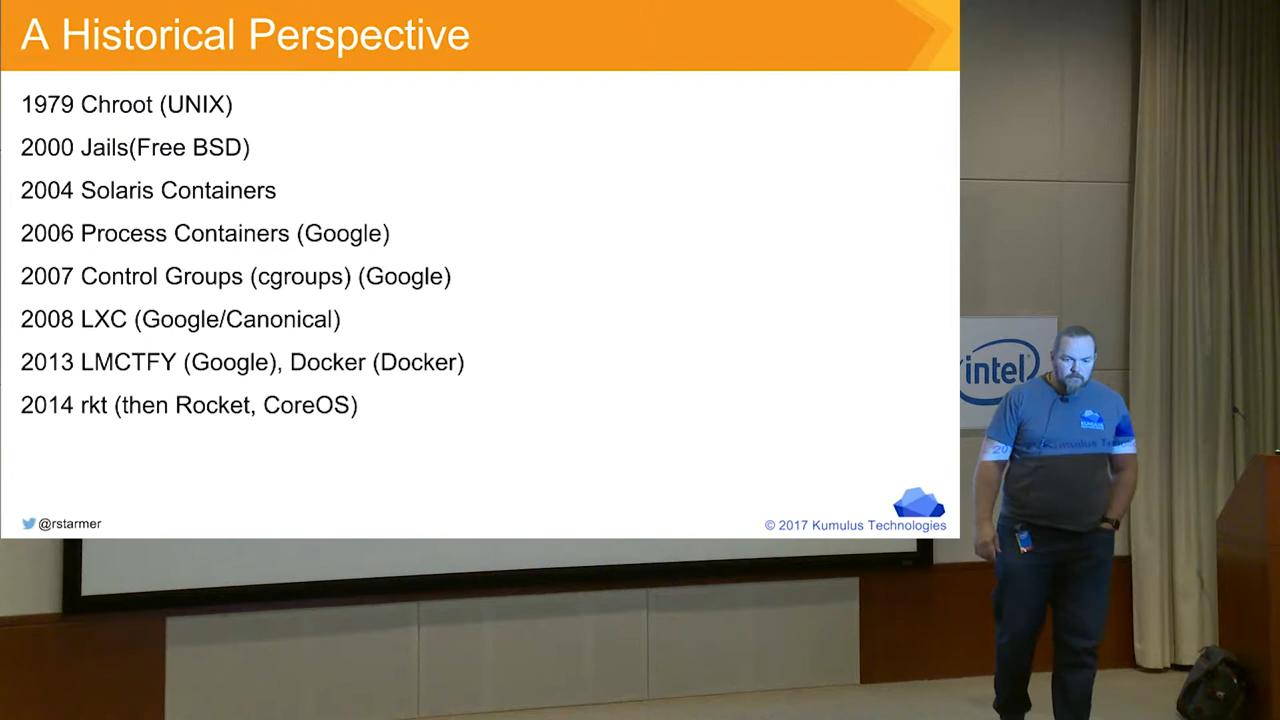 A Historical Perspective
1979 Chroot (UNIX)
2000 Jails(Free BSD)
2004 Solaris Containers
2006 Process Containers (Google)
2007 Control Groups (cgroups) (Google)
2008 LXC (Google/Canonical)
2013 LMCTFY (Google), Docker (Docker)
2014 rkt (then Rocket, CoreOS)
@rstarmer
© 2017 Kumulus Technologies
intel
KUMULUS
Kumulus